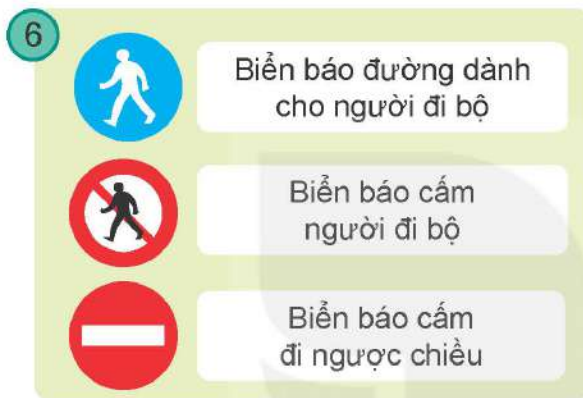 6
Biển báo đường dành
cho người đi bộ
Biển báo cấm
người đi bộ
Biển báo cấm
đi ngược chiều